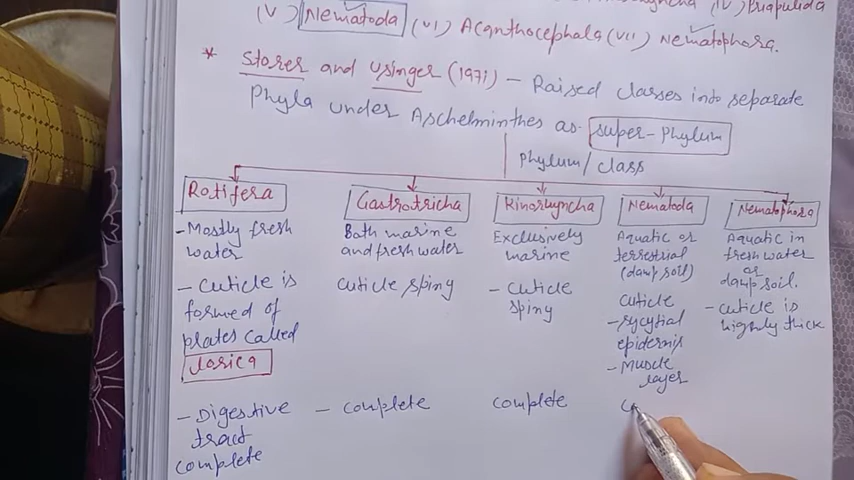 (IV) Priapulida
(V) Nematoda (VI) Acanthocephala (VII) Nematophora.
* Storer and Usinger (1971) - Raised classes into separate
Phyla under Aschelminthes as super-Phylum
Phylum/class
Rotifera
- Mostly fresh
water
- Cuticle is
formed of
plates called
lorica
- Digestive
tract
complete
Gastrotricha
Both marine
and fresh water
Cuticle spiny
- complete
Kinorhyncha
Exclusively
marine
- Cuticle
spiny
complete
Nematoda
Aquatic or
terrestrial
(damp soil)
Cuticle
- sycytial
epidermis
- Muscle
layer
Nematophora
Aquatic in
fresh water
or
damp soil.
- cuticle is
highly thick